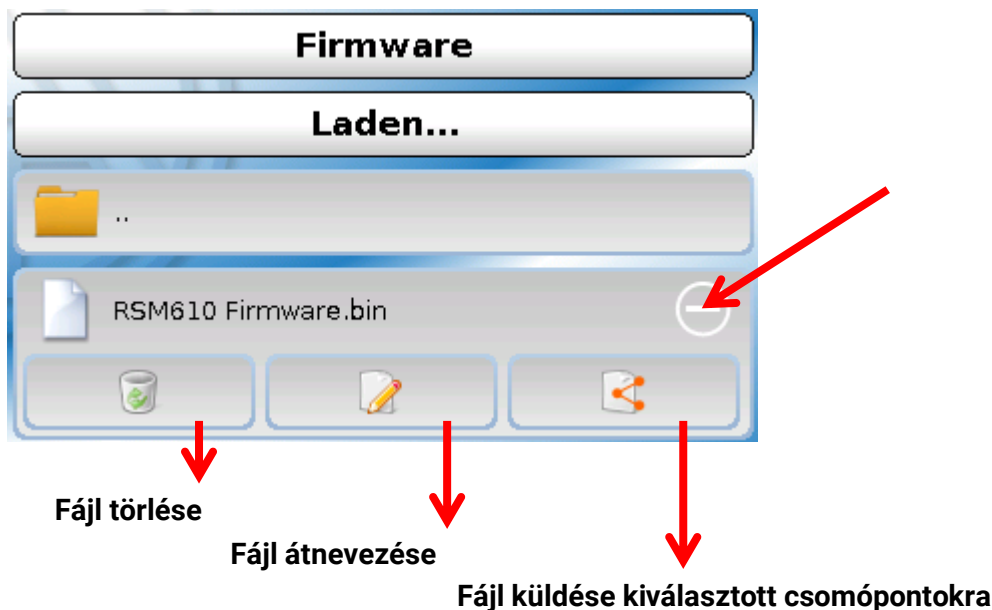 Firmware
Laden...
..
RSM610 Firmware.bin
Fájl törlése
Fájl átnevezése
Fájl küldése kiválasztott csomópontokra